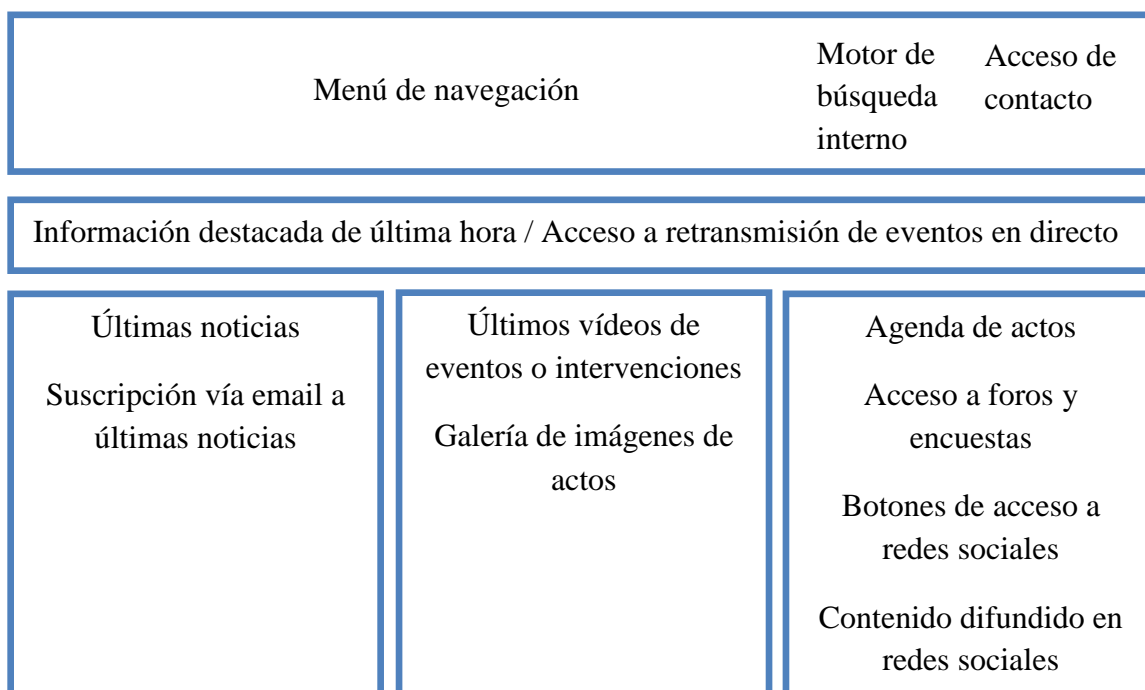 Menú de navegación
Motor de
búsqueda
interno
Acceso de
contacto
Información destacada de última hora / Acceso a retransmisión de eventos en directo
Últimas noticias
Suscripción vía email a
últimas noticias
Últimos vídeos de
eventos o intervenciones
Galería de imágenes de
actos
Agenda de actos
Acceso a foros y
encuestas
Botones de acceso a
redes sociales
Contenido difundido en
redes sociales